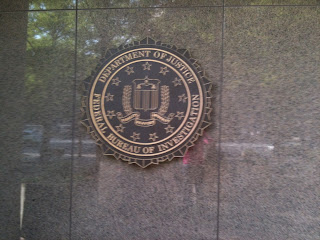 DEPARTMENT OF JUSTICE
FEDERAL BUREAU OF INVESTIGATION